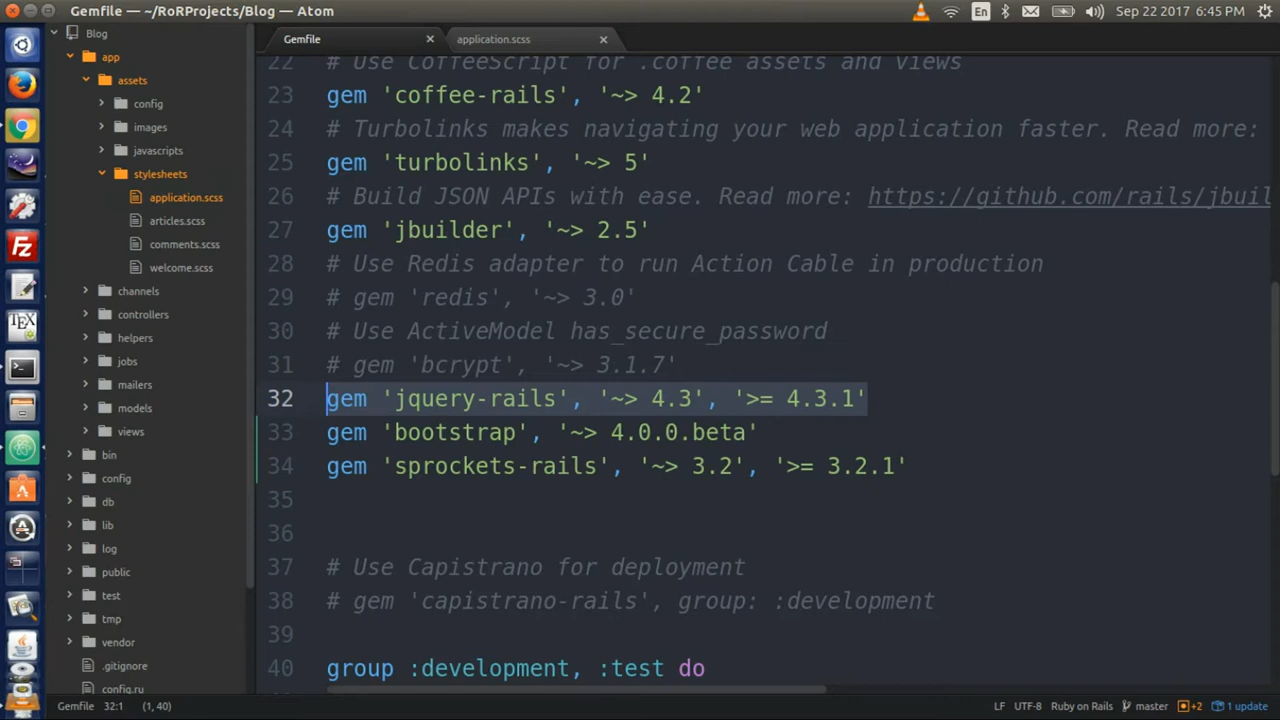 Gemfile — ~/RoRProjects/Blog — Atom
En
Sep 22 2017 6:45 PM
Blog
app
assets
config
images
javascripts
stylesheets
application.scss
articles.scss
comments.scss
welcome.scss
channels
controllers
helpers
jobs
mailers
models
views
bin
config
db
lib
log
public
test
tmp
vendor
.gitignore
config.ru
Gemfile
application.scss
22 # Use CoffeeScript for .coffee assets and views
23 gem 'coffee-rails', '~> 4.2'
24 # Turbolinks makes navigating your web application faster. Read more:
25 gem 'turbolinks', '~> 5'
26 # Build JSON APIs with ease. Read more: https://github.com/rails/jbuil
27 gem 'jbuilder', '~> 2.5'
28 # Use Redis adapter to run Action Cable in production
29 # gem 'redis', '~> 3.0'
30 # Use ActiveModel has_secure_password
31 # gem 'bcrypt', '~> 3.1.7'
32 gem 'jquery-rails', '~> 4.3', '>= 4.3.1'
33 gem 'bootstrap', '~> 4.0.0.beta'
34 gem 'sprockets-rails', '~> 3.2', '>= 3.2.1'
35
36
37 # Use Capistrano for deployment
38 # gem 'capistrano-rails', group: :development
39
40 group :development, :test do
Gemfile 32:1 (1, 40)
LF UTF-8 Ruby on Rails master +2 1 update